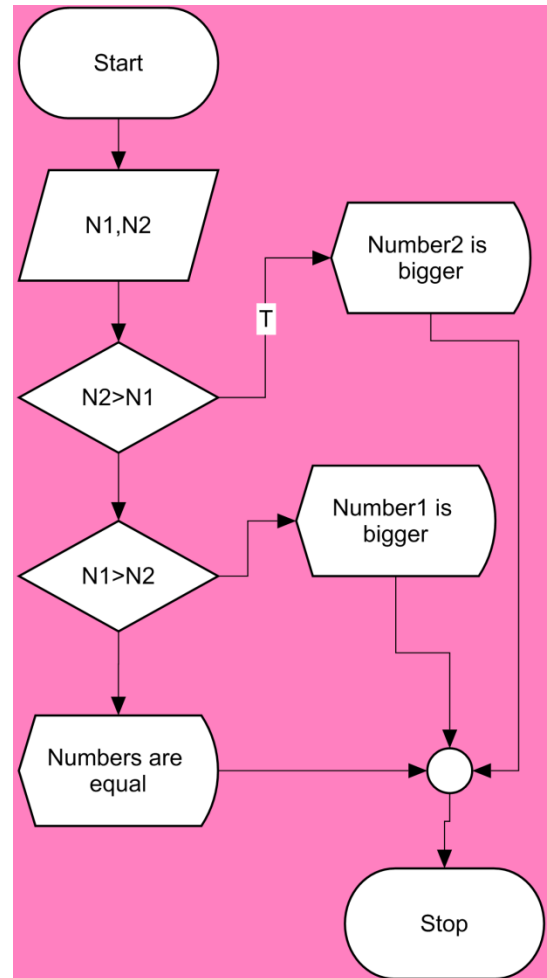 Start
N1,N2
Number2 is
bigger
T
N2>N1
Number1 is
bigger
N1>N2
Numbers are
equal
Stop